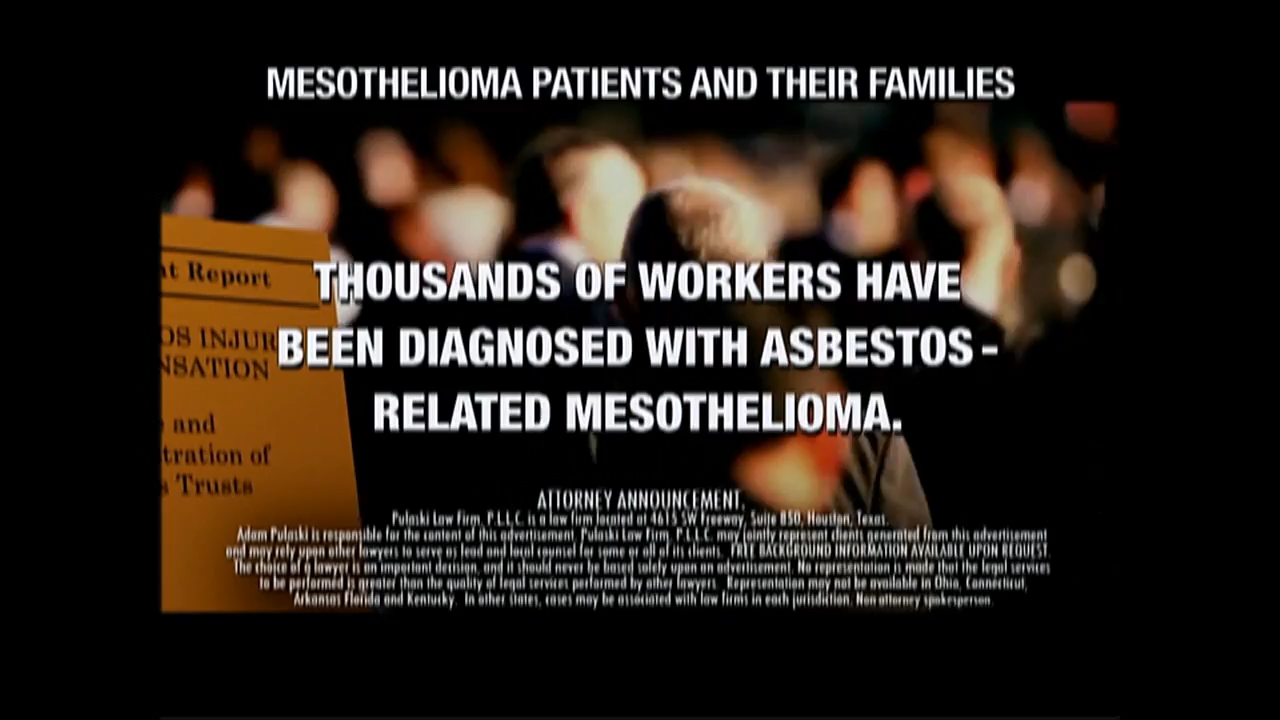 MESOTHELIOMA PATIENTS AND THEIR FAMILIES
nt Report
OS INJUR
NSATION
and
tration of
s Trusts
THOUSANDS OF WORKERS HAVE
BEEN DIAGNOSED WITH ASBESTOS-
RELATED MESOTHELIOMA.
ATTORNEY ANNOUNCEMENT.
Pulaski Law Firm, P.L.L.C. is a law firm located at 4615 SW Freeway, Suite 850, Houston, Texas.
Adam Pulaski is responsible for the content of this advertisement. Pulaski Law Firm, P.L.L.C. may jointly represent clients generated from this advertisement
and may rely upon other lawyers to serve as lead and local counsel for some or all of its clients. FREE BACKGROUND INFORMATION AVAILABLE UPON REQUEST.
The choice of a lawyer is an important decision, and it should never be based solely upon an advertisement. No representation is made that the legal services
to be performed is greater than the quality of legal services performed by other lawyers. Representation may not be available in Ohio, Connecticut,
Arkansas Florida and Kentucky. In other states, cases may be associated with law firms in each jurisdiction. Non-attorney spokesperson.